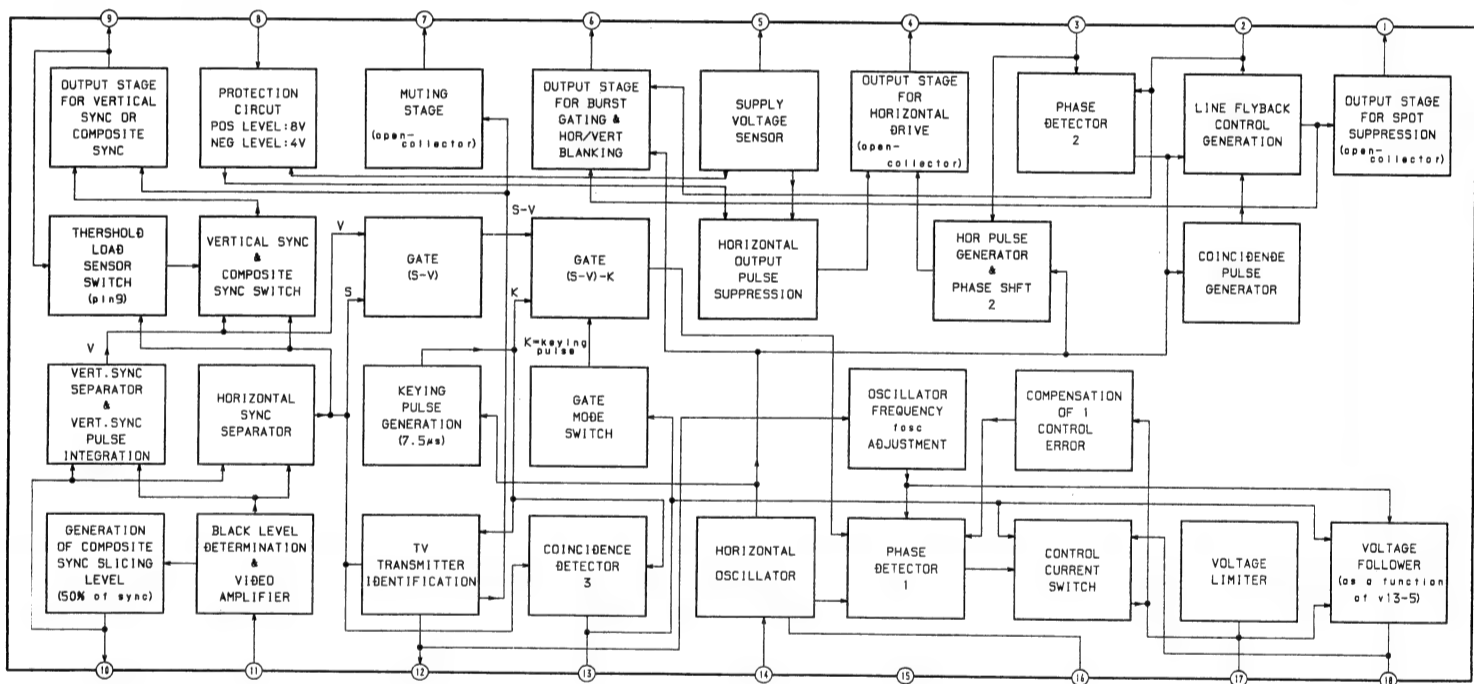 9 8 7 6 5 4 3 2 1
OUTPUT STAGE
FOR VERTICAL
SYNC OR
COMPOSITE
SYNC
PROTECTION
CIRCUT
POS LEVEL:8V
NEG LEVEL:4V
MUTING
STAGE
(open-
collector)
OUTPUT STAGE
FOR BURST
GATING &
HOR/VERT
BLANKING
SUPPLY
VOLTAGE
SENSOR
OUTPUT STAGE
FOR
HORIZONTAL
DRIVE
(open-
collector)
PHASE
DETECTOR
2
LINE FLYBACK
CONTROL
GENERATION
OUTPUT STAGE
FOR SPOT
SUPPRESSION
(open-
collector)
THERSHOLD
LOAD
SENSOR
SWITCH
(pin9)
VERTICAL SYNC
&
COMPOSITE
SYNC SWITCH
V
S
GATE
(S-V)
S-V
K
GATE
(S-V)-K
HORIZONTAL
OUTPUT
PULSE
SUPPRESSION
HOR PULSE
GENERATOR
&
PHASE SHFT
2
COINCIDENCE
PULSE
GENERATOR
V
K=keying
pulse
VERT.SYNC
SEPARATOR
&
VERT.SYNC
PULSE
INTEGRATION
HORIZONTAL
SYNC
SEPARATOR
KEYING
PULSE
GENERATION
(7.5µs)
GATE
MODE
SWITCH
OSCILLATOR
FREQUENCY
fosc
ADJUSTMENT
COMPENSATION
OF 1
CONTROL
ERROR
GENERATION
OF COMPOSITE
SYNC SLICING
LEVEL
(50% of sync)
BLACK LEVEL
DETERMINATION
&
VIDEO
AMPLIFIER
TV
TRANSMITTER
IDENTIFICATION
COINCIDENCE
DETECTOR
3
HORIZONTAL
OSCILLATOR
PHASE
DETECTOR
1
CONTROL
CURRENT
SWITCH
VOLTAGE
LIMITER
VOLTAGE
FOLLOWER
(as a function
of v13-5)
10 11 12 13 14 15 16 17 18